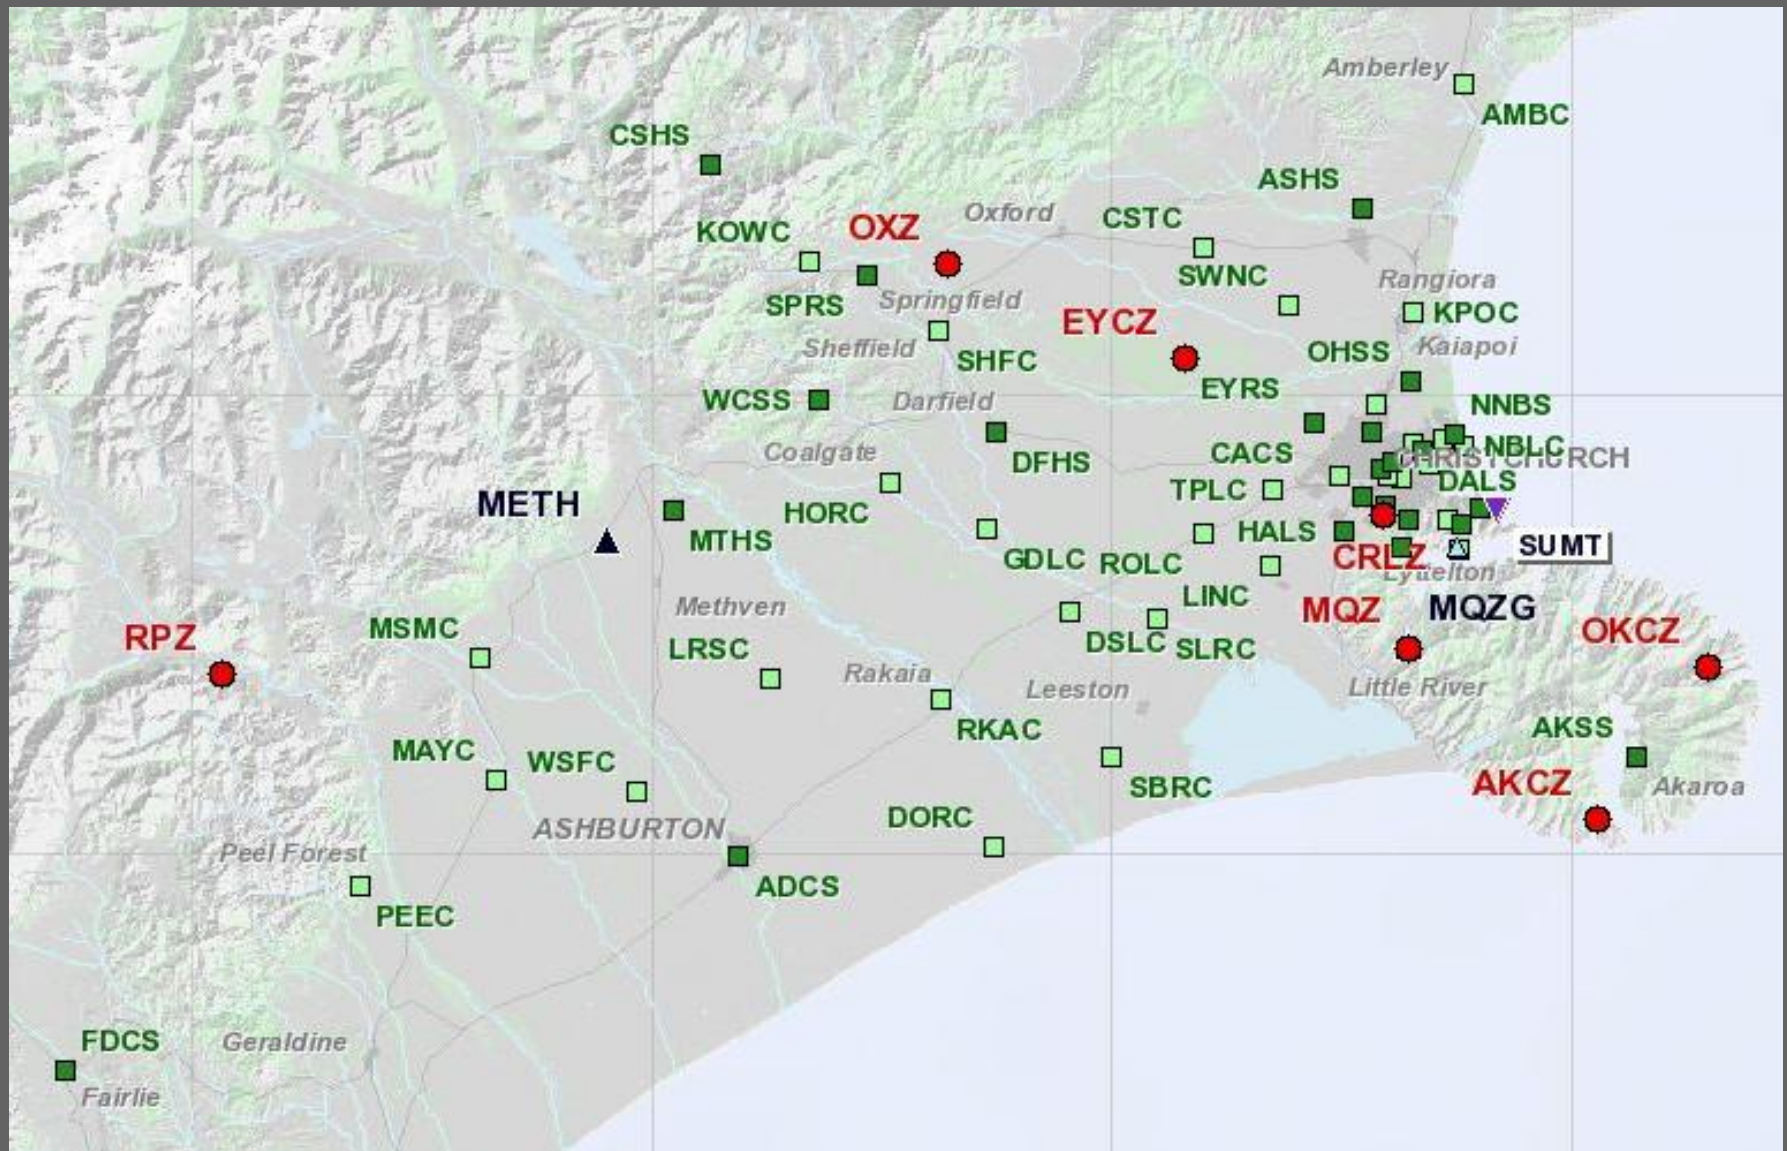 Amberley
AMBC
CSHS
ASHS
KOWC
OXZ
Oxford
CSTC
SWNC
Rangiora
SPRS
Springfield
EYCZ
KPOC
Sheffield
SHFC
OHSS
Kaiapoi
WCSS
Darfield
EYRS
NNBS
Coalgate
DFHS
CACS
NBLC
CHRISTCHURCH
METH
HORC
TPLC
DALS
MTHS
GDLC
ROLC
HALS
CRLZ
SUMT
Lyttelton
Methven
LINC
MQZ
MQZG
RPZ
MSMC
LRSC
DSLC
SLRC
OKCZ
Rakaia
Leeston
Little River
RKAC
AKSS
MAYC
WSFC
SBRC
AKCZ
Akaroa
ASHBURTON
DORC
Peel Forest
ADCS
PEEC
FDCS
Geraldine
Fairlie